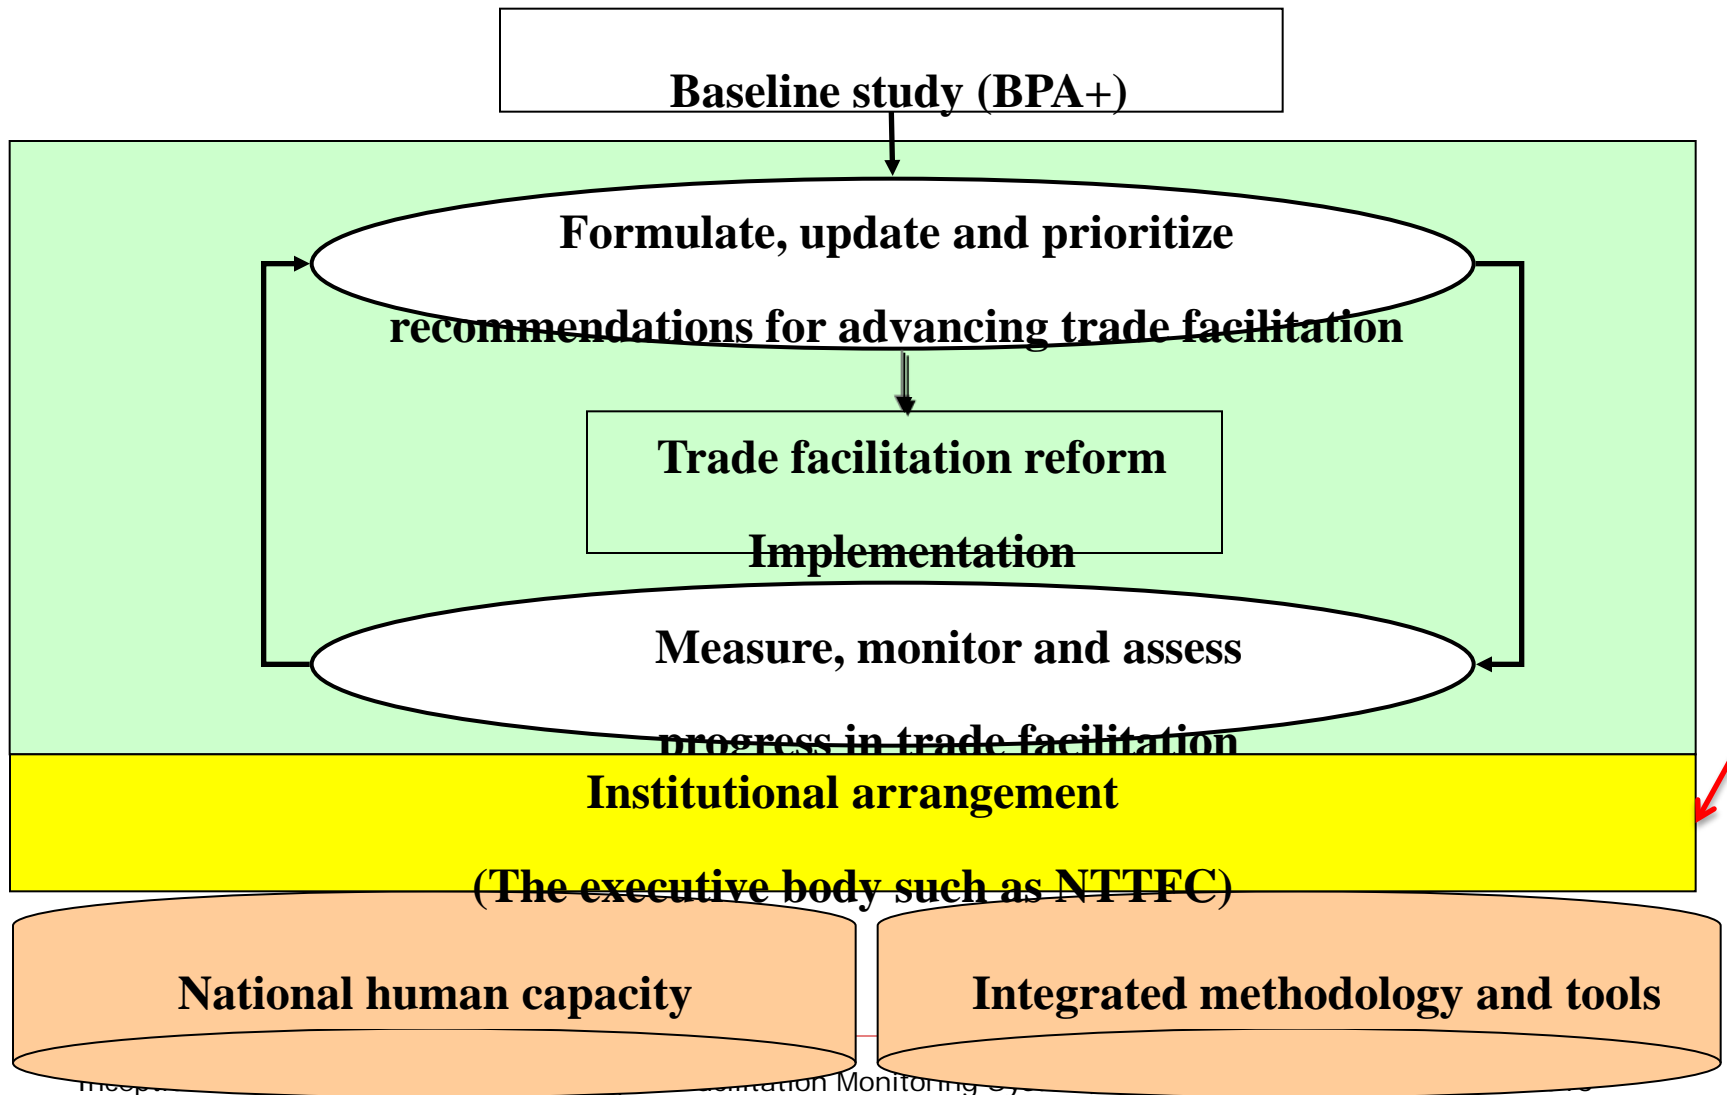 Baseline study (BPA+)
Formulate, update and prioritize
recommendations for advancing trade facilitation
Trade facilitation reform
Implementation
Measure, monitor and assess
progress in trade facilitation
Institutional arrangement
(The executive body such as NTTFC)
National human capacity
Integrated methodology and tools
Monitoring